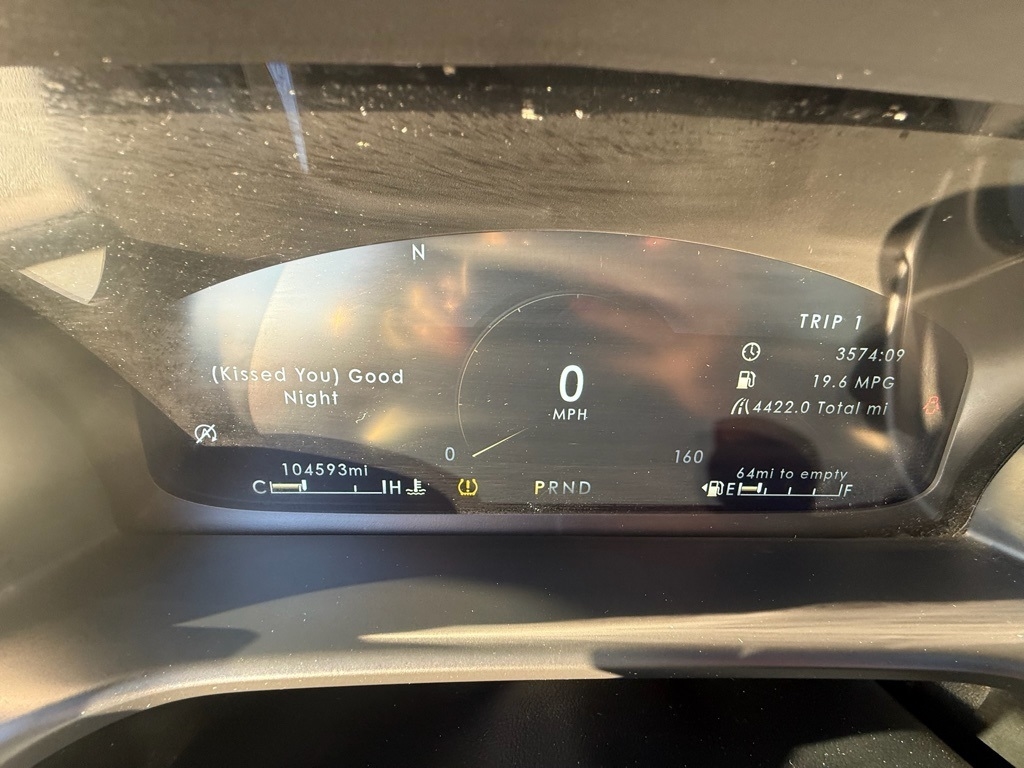 N
TRIP 1
3574:09
(Kissed You) Good
Night
0
MPH
19.6 MPG
4422.0 Total mi
0
160
104593mi
64mi to empty
C H
PRND
E F